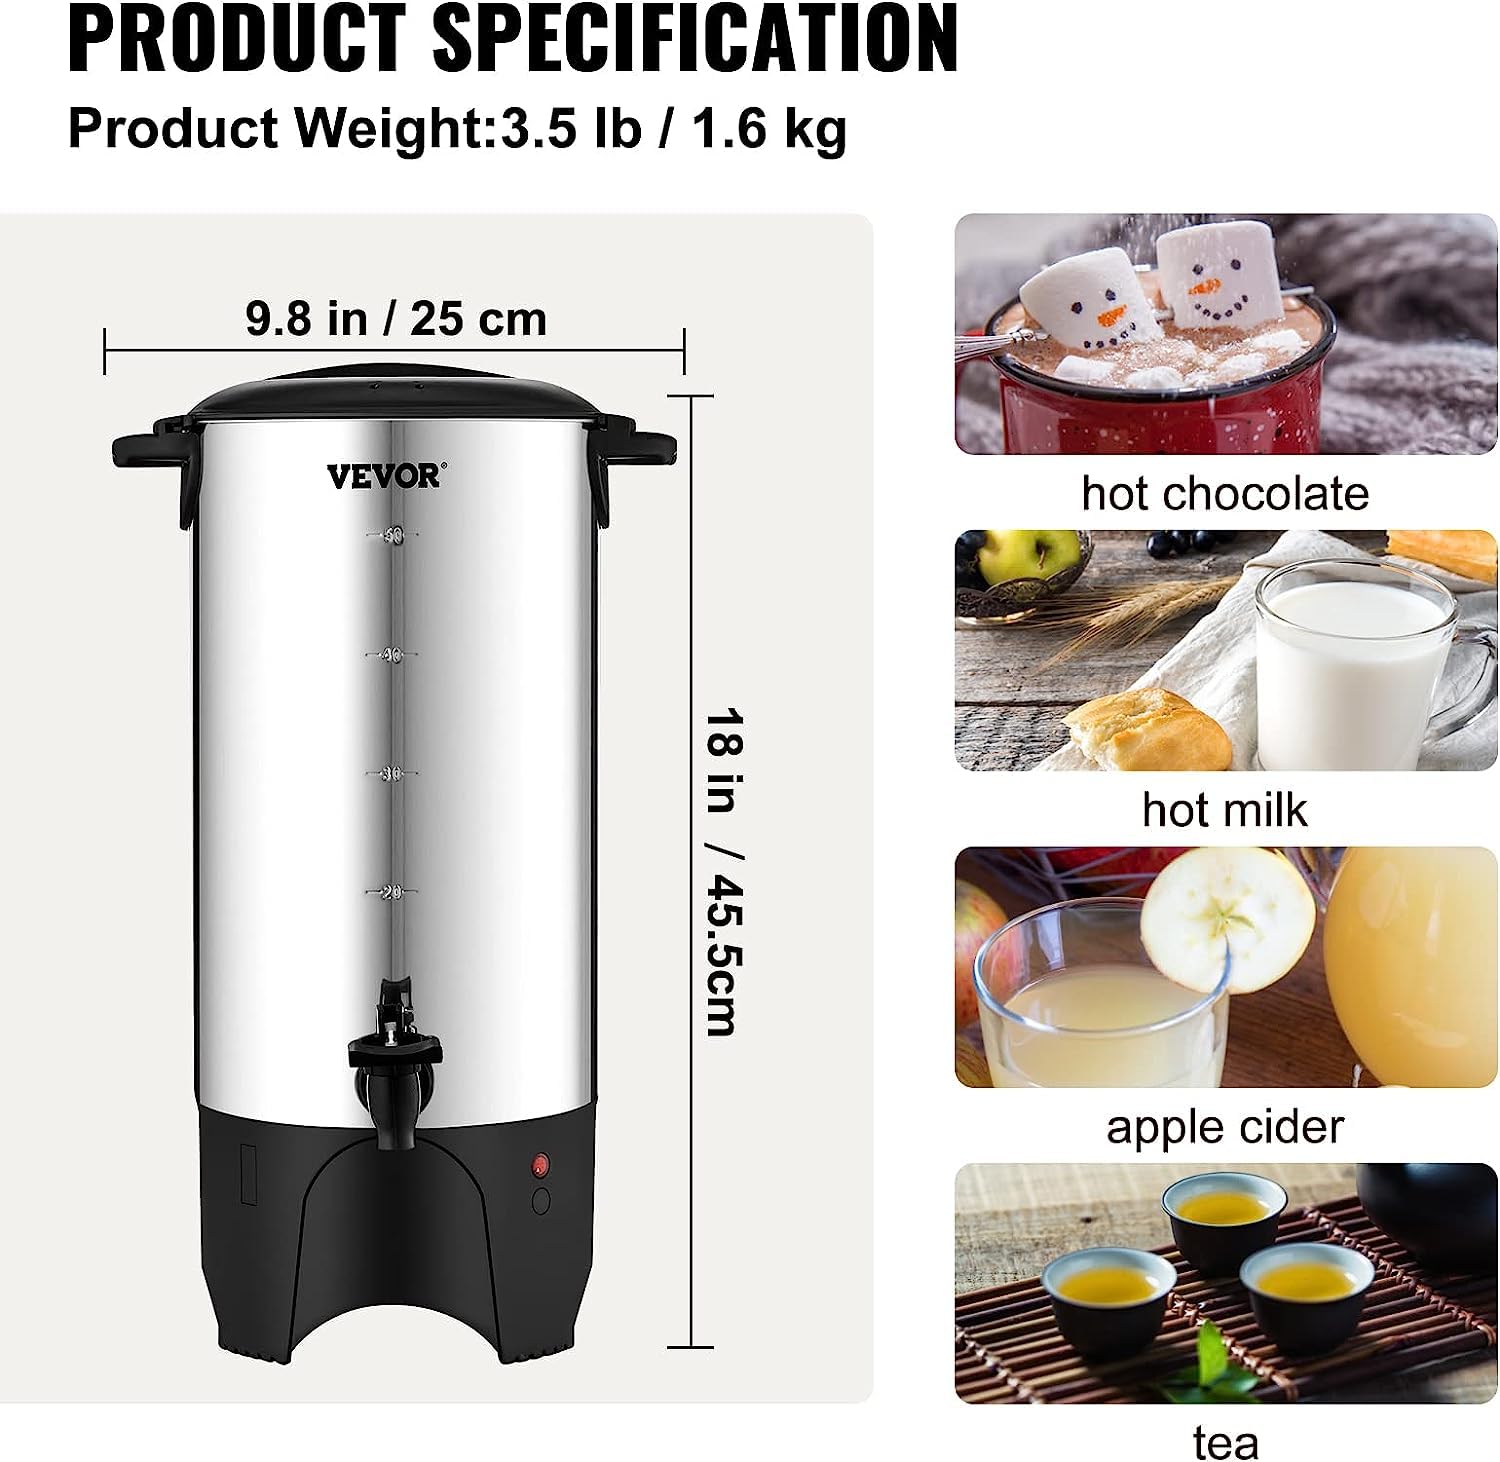 PRODUCT SPECIFICATION
Product Weight:3.5 lb / 1.6 kg
9.8 in / 25 cm
VEVOR®
50
40
30
20
18 in / 45.5cm
hot chocolate
hot milk
apple cider
tea